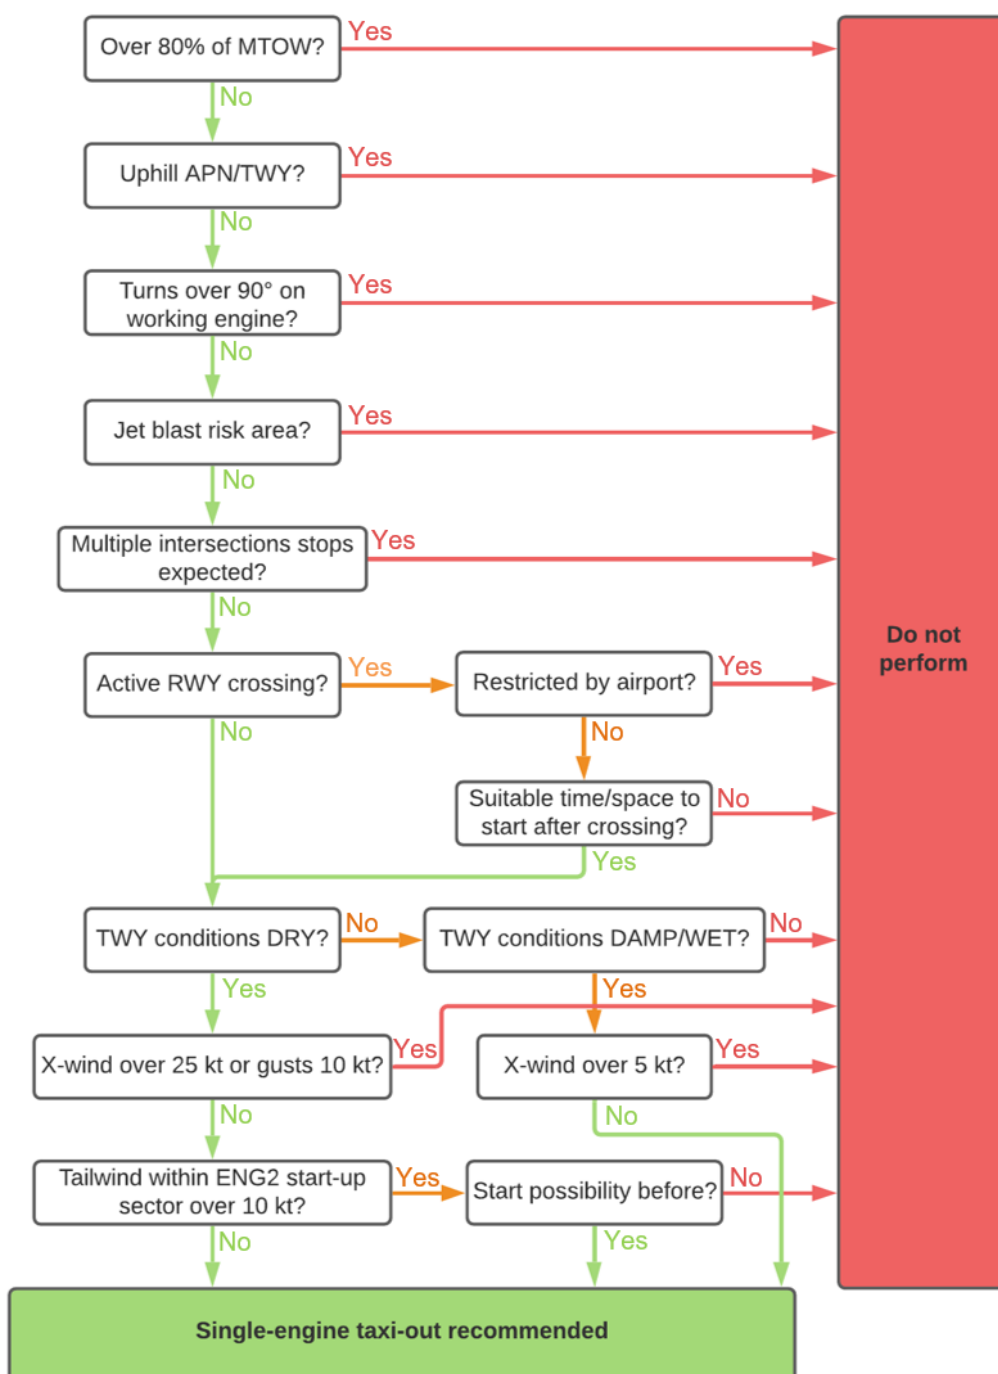 Over 80% of MTOW?
Yes
No
Uphill APN/TWY?
Yes
No
Turns over 90° on
working engine?
Yes
No
Jet blast risk area?
Yes
No
Multiple intersections stops
expected?
Yes
No
Active RWY crossing?
Yes
Restricted by airport?
Yes
No
No
Suitable time/space to
start after crossing?
No
Yes
Do not
perform
TWY conditions DRY?
No
TWY conditions DAMP/WET?
No
Yes
Yes
X-wind over 25 kt or gusts 10 kt?
Yes
X-wind over 5 kt?
Yes
No
No
Tailwind within ENG2 start-up
sector over 10 kt?
Yes
Start possibility before?
No
No
Yes
Single-engine taxi-out recommended